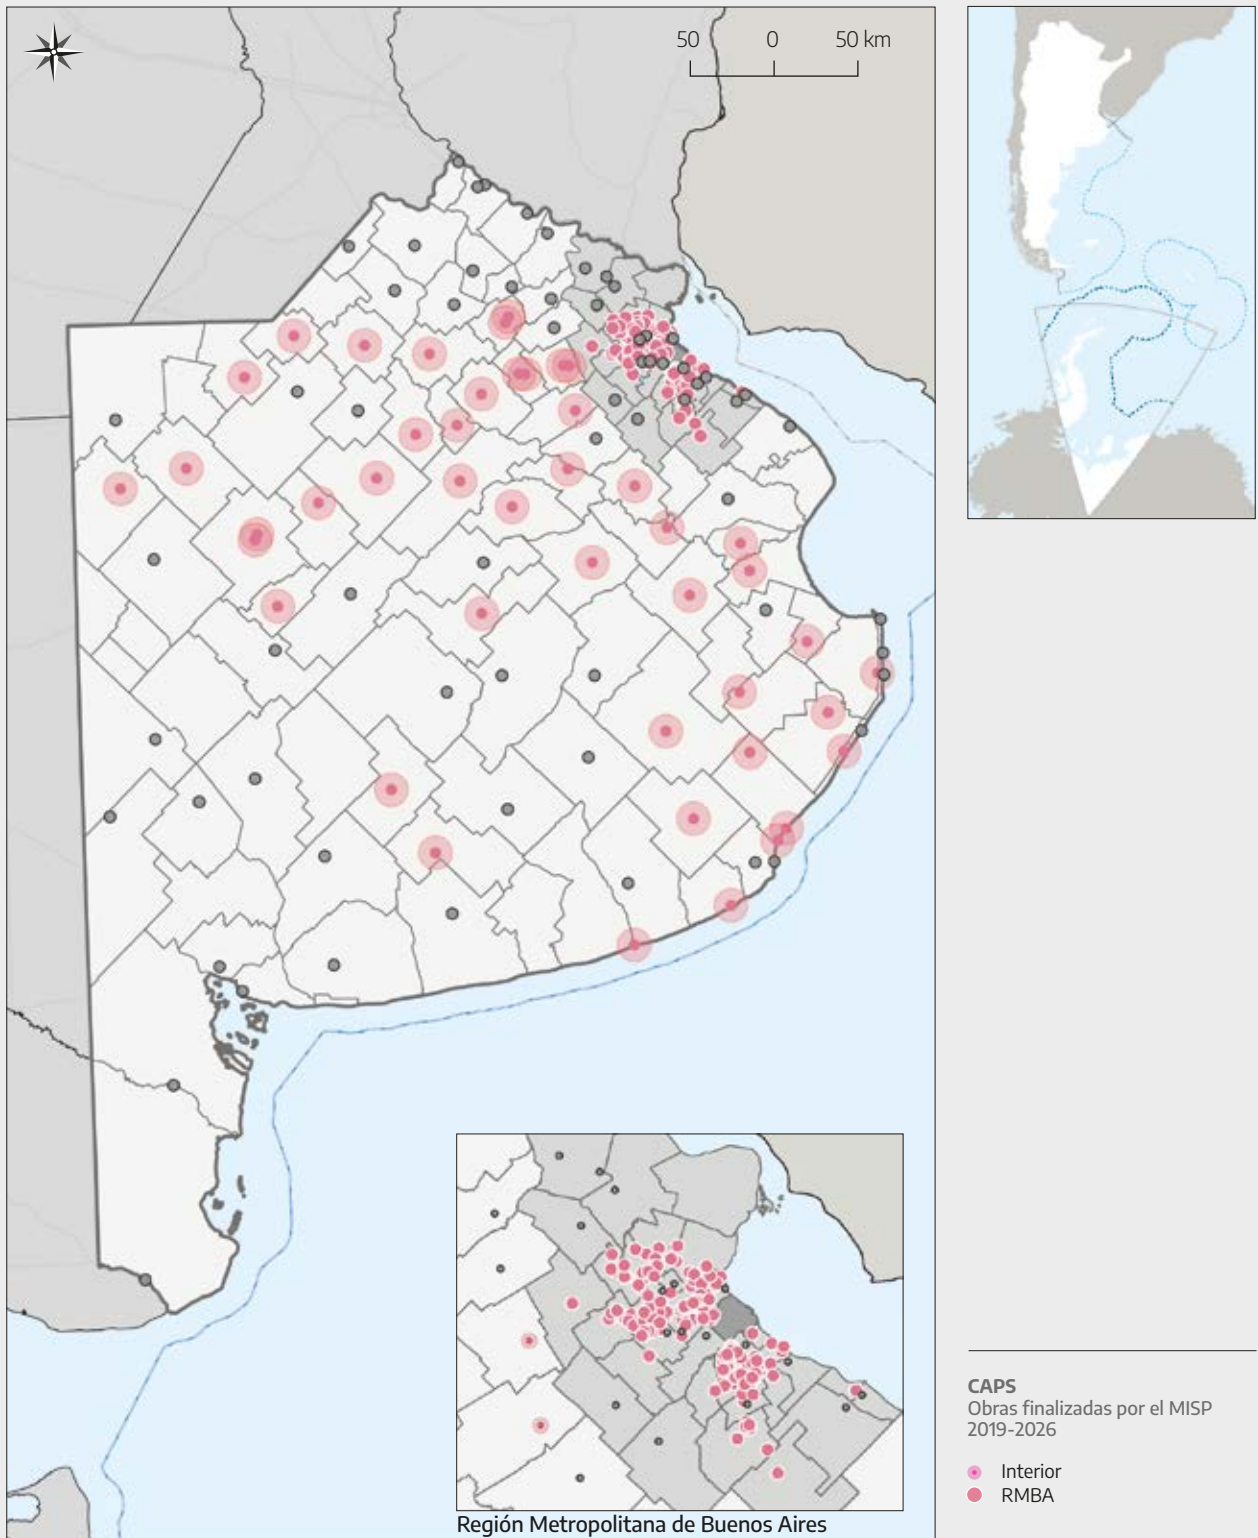 50 0 50 km
Región Metropolitana de Buenos Aires
CAPS
Obras finalizadas por el MISP
2019-2026
Interior
RMBA